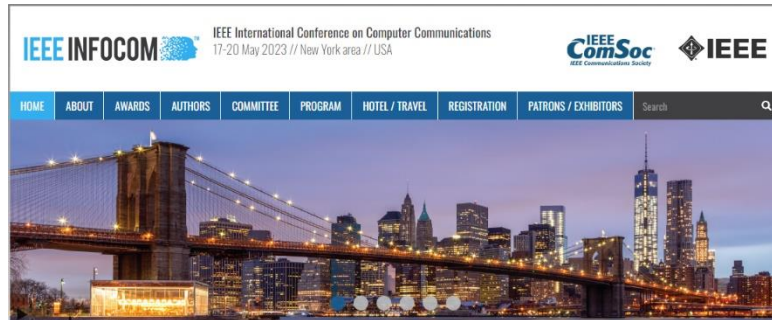 IEEE INFOCOM
IEEE International Conference on Computer Communications
17-20 May 2023 // New York area // USA
IEEE
ComSoc
IEEE Communications Society
IEEE
HOME ABOUT AWARDS AUTHORS COMMITTEE PROGRAM HOTEL / TRAVEL REGISTRATION PATRONS / EXHIBITORS Search